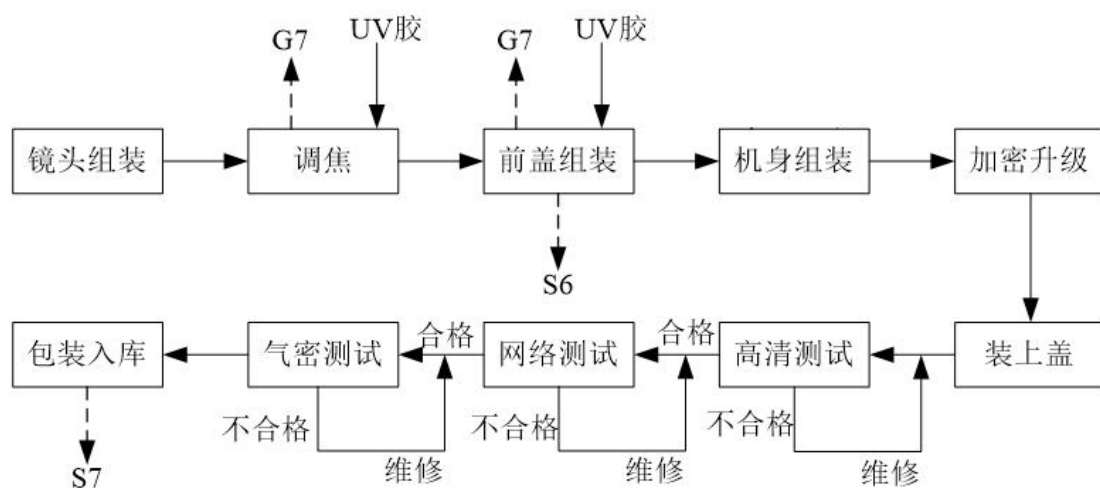 UV胶
UV胶
G7
G7
镜头组装
调焦
前盖组装
机身组装
加密升级
S6
合格
合格
包装入库
气密测试
网络测试
高清测试
装上盖
不合格
不合格
不合格
维修
维修
维修
S7